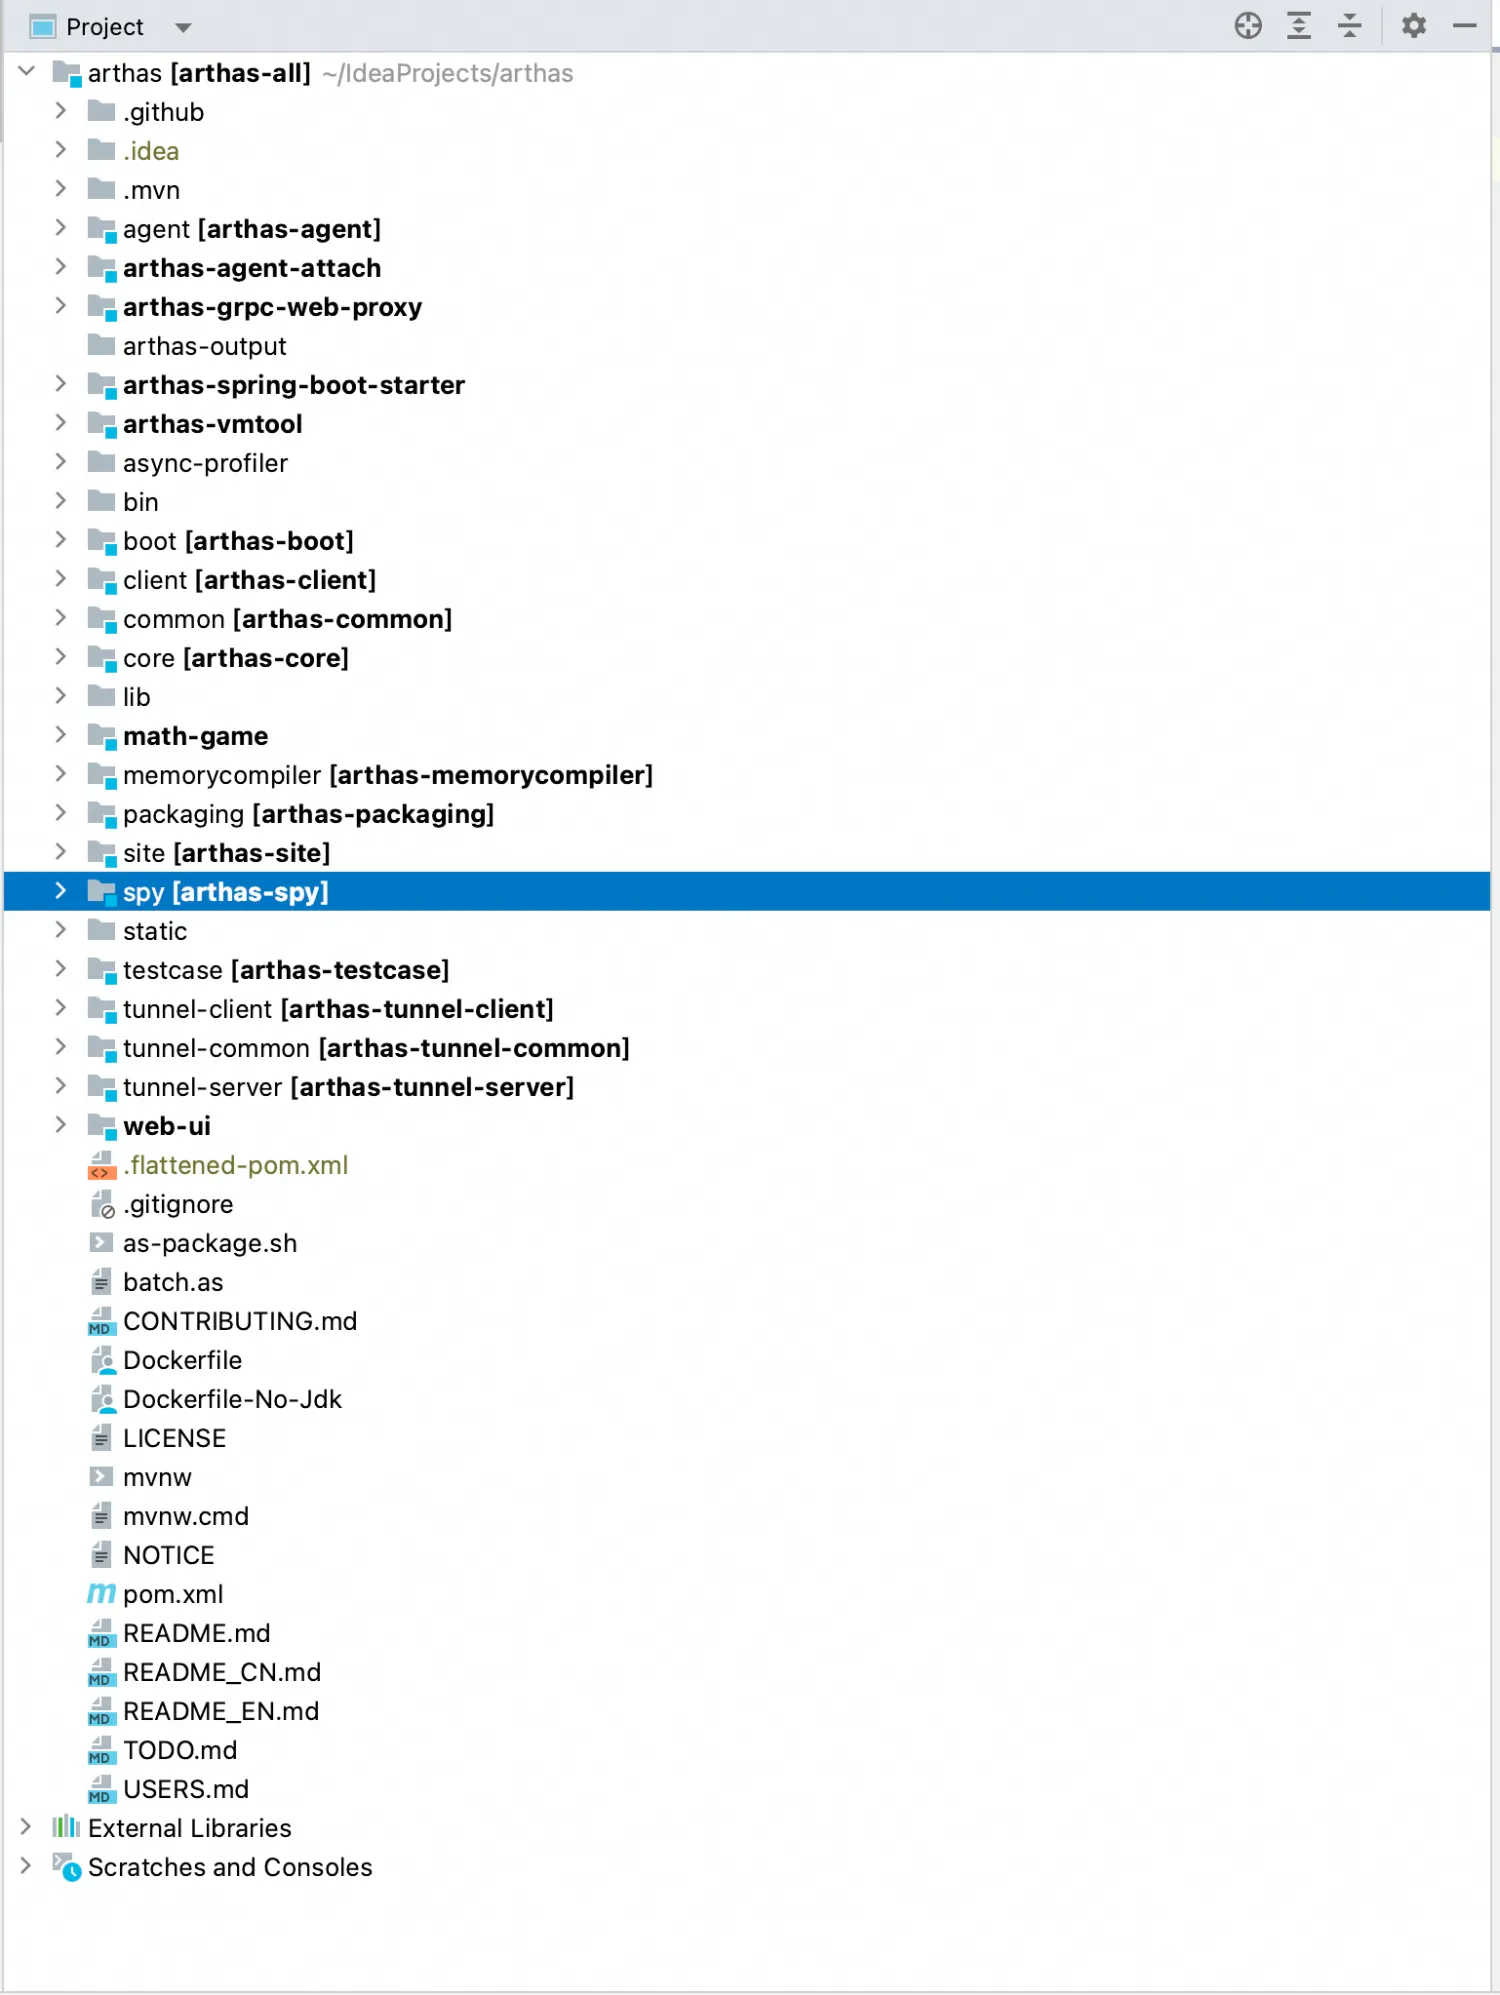 Project
arthas [arthas-all] ~/IdeaProjects/arthas
.github
.idea
.mvn
agent [arthas-agent]
arthas-agent-attach
arthas-grpc-web-proxy
arthas-output
arthas-spring-boot-starter
arthas-vmtool
async-profiler
bin
boot [arthas-boot]
client [arthas-client]
common [arthas-common]
core [arthas-core]
lib
math-game
memorycompiler [arthas-memorycompiler]
packaging [arthas-packaging]
site [arthas-site]
spy [arthas-spy]
static
testcase [arthas-testcase]
tunnel-client [arthas-tunnel-client]
tunnel-common [arthas-tunnel-common]
tunnel-server [arthas-tunnel-server]
web-ui
.flattened-pom.xml
.gitignore
as-package.sh
batch.as
CONTRIBUTING.md
Dockerfile
Dockerfile-No-Jdk
LICENSE
mvnw
mvnw.cmd
NOTICE
pom.xml
README.md
README_CN.md
README_EN.md
TODO.md
USERS.md
External Libraries
Scratches and Consoles